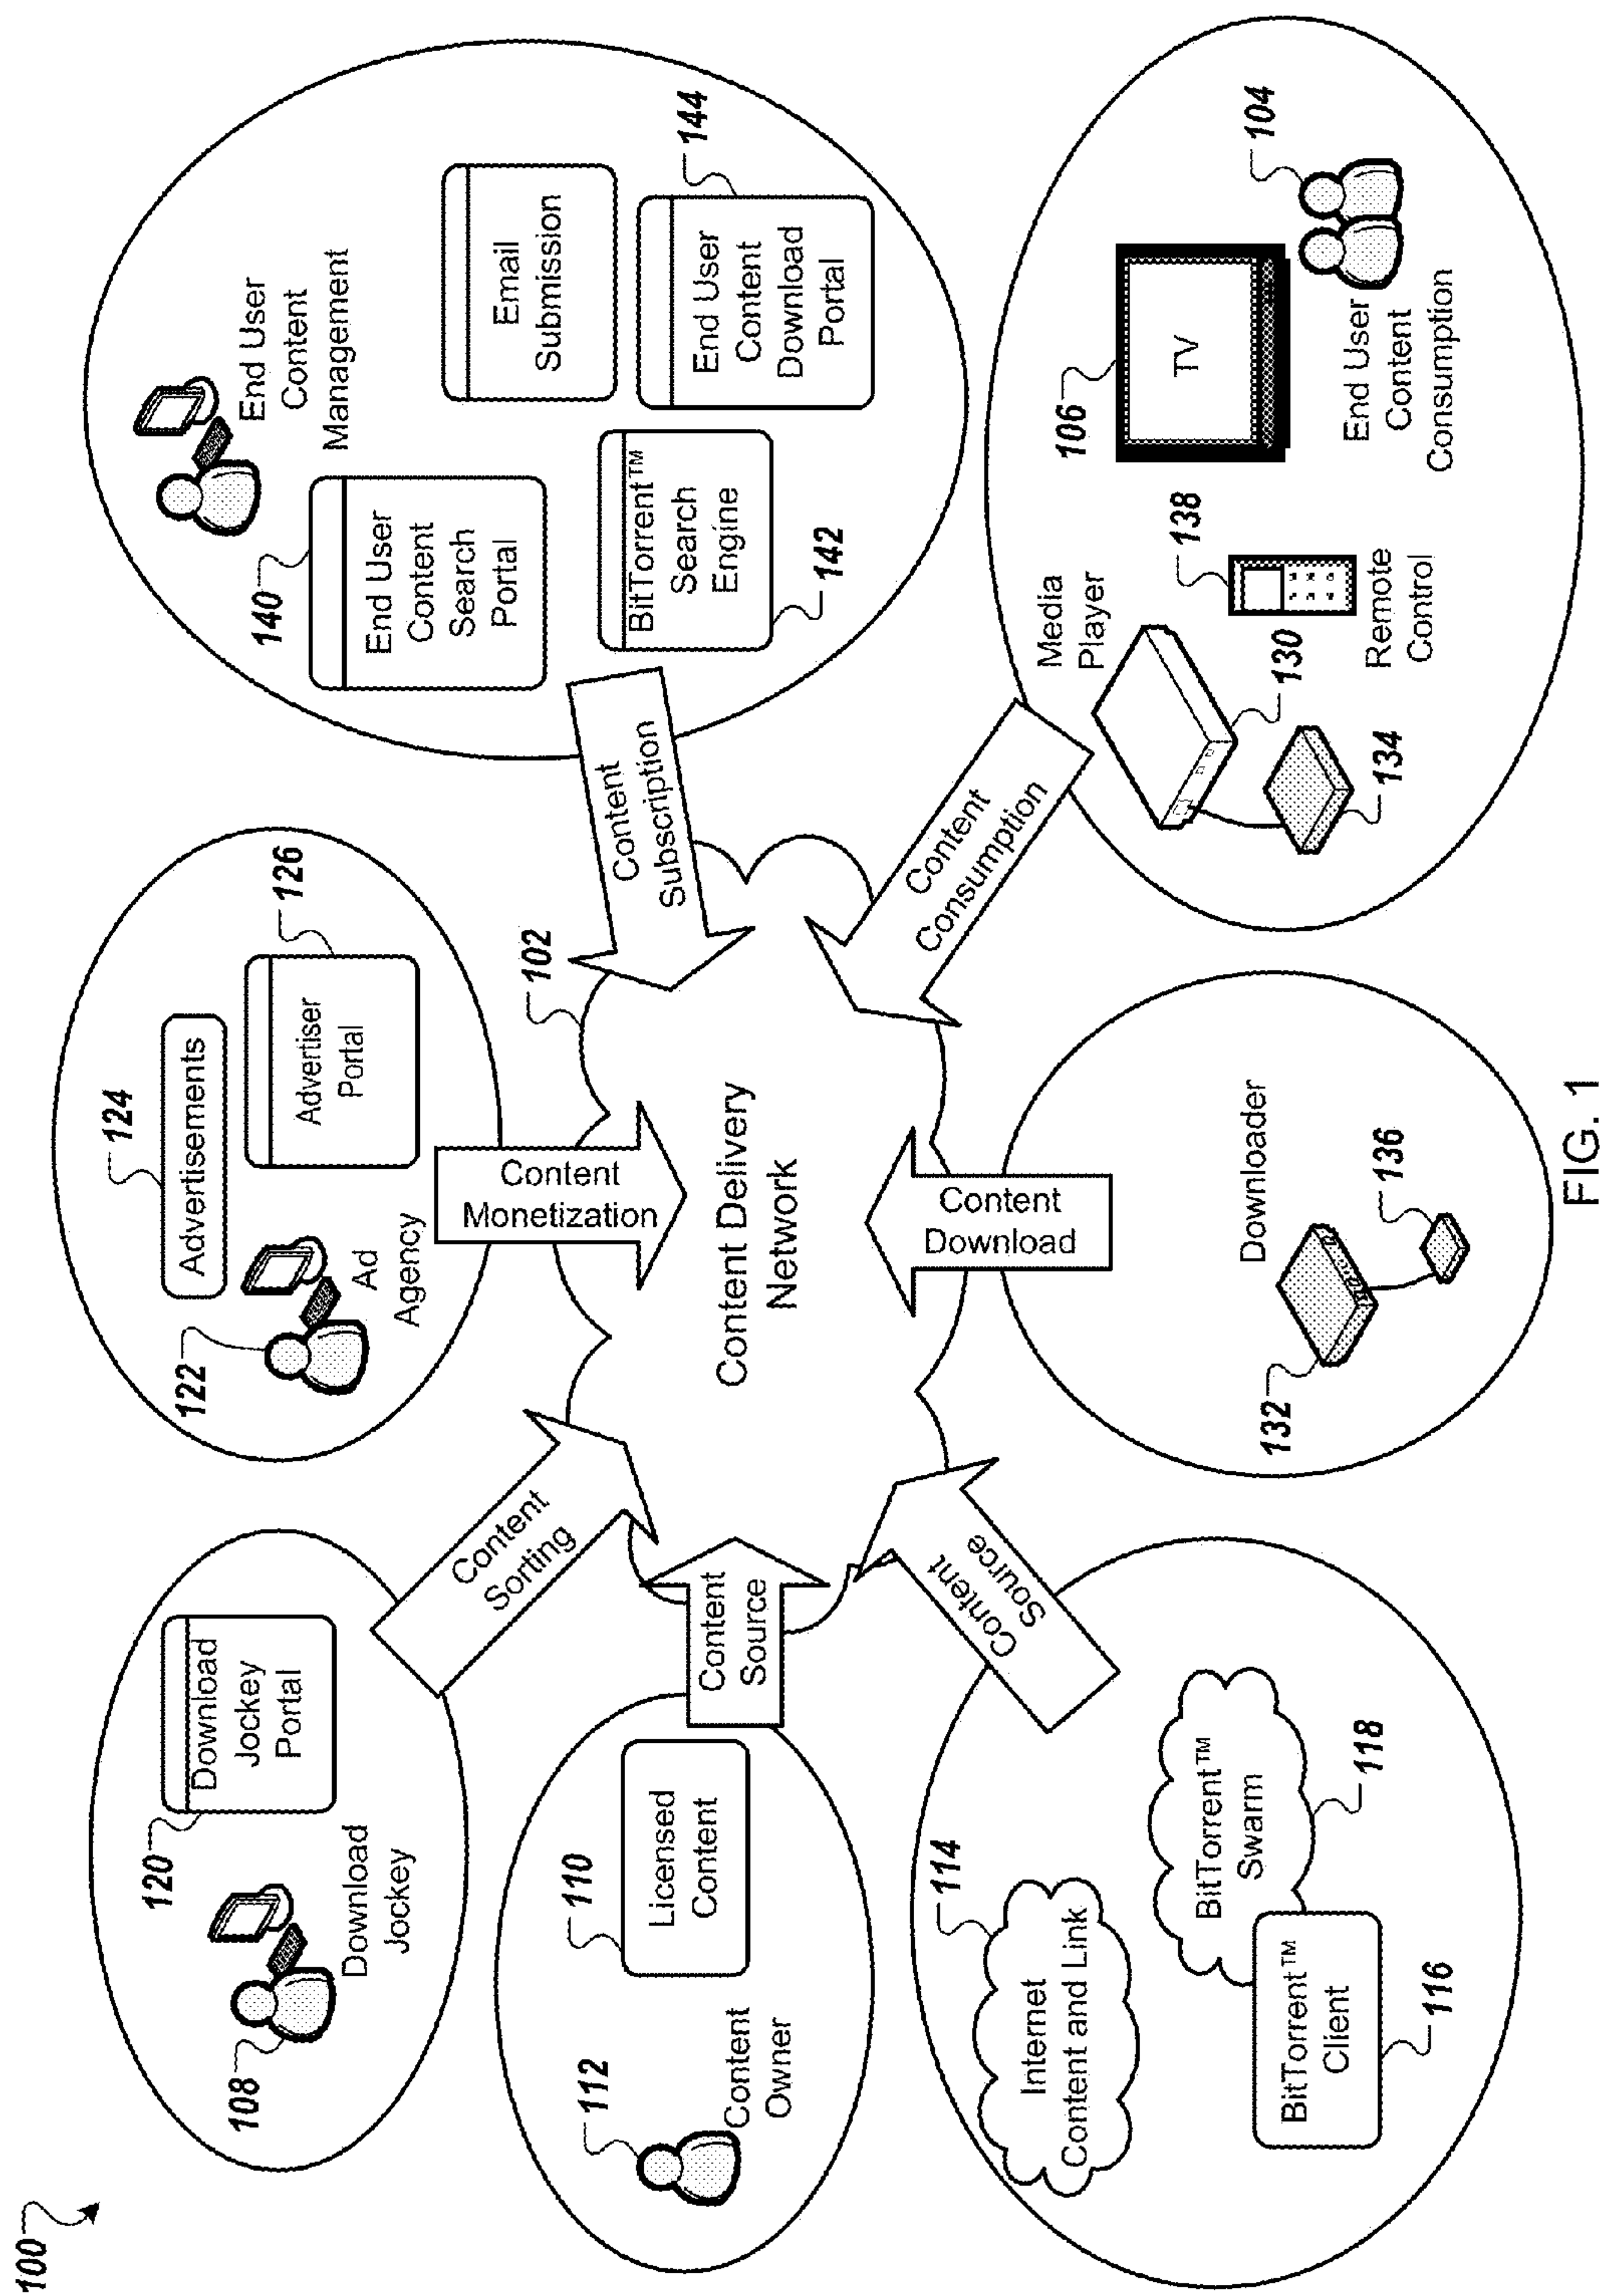 100
120
Download
Jockey
Portal
108
Download
Jockey
Content
Sorting
122
124
Advertisements
126
Advertiser
Portal
Ad
Agency
Content
Monetization
140
End User
Content
Search
Portal
End User
Content
Management
Email
Submission
BitTorrent™
Search
Engine
142
144
End User
Content
Download
Portal
Content
Subscription
112
Content
Owner
110
Licensed
Content
Content
Source
102
Content Delivery
Network
114
Internet
Content and Link
BitTorrent™
Swarm
118
BitTorrent™
Client
116
Content
Source
Content
Download
Downloader
132
136
Content
Consumption
Media
Player
130
134
138
Remote
Control
106
TV
104
End User
Content
Consumption
FIG. 1